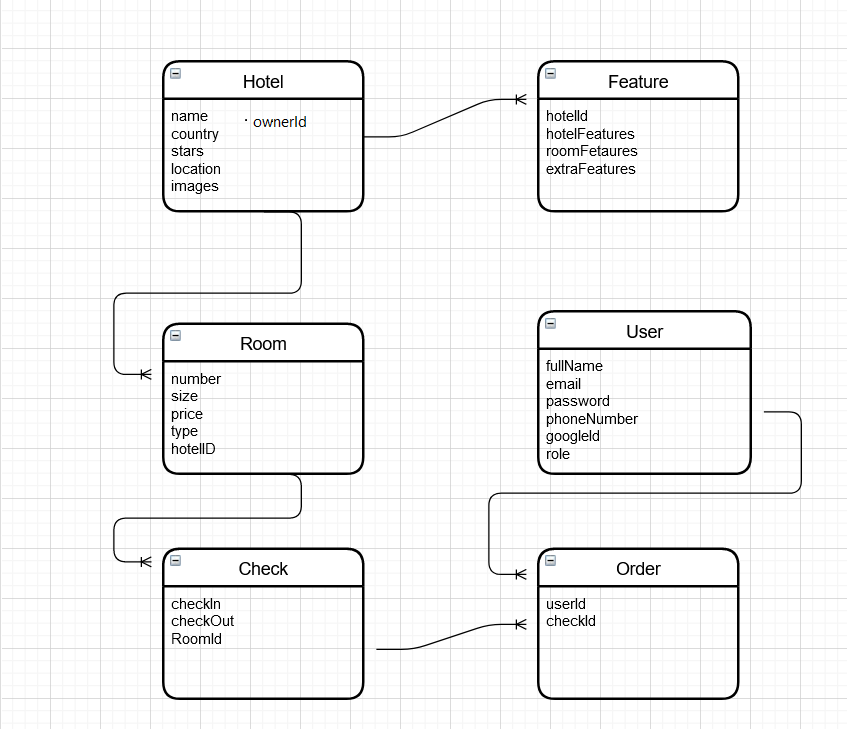 Hotel
name
country
stars
location
images
· ownerId
Feature
hotelId
hotelFeatures
roomFetaures
extraFeatures
Room
number
size
price
type
hotelID
User
fullName
email
password
phoneNumber
googleId
role
Check
checkIn
checkOut
RoomId
Order
userId
checkId